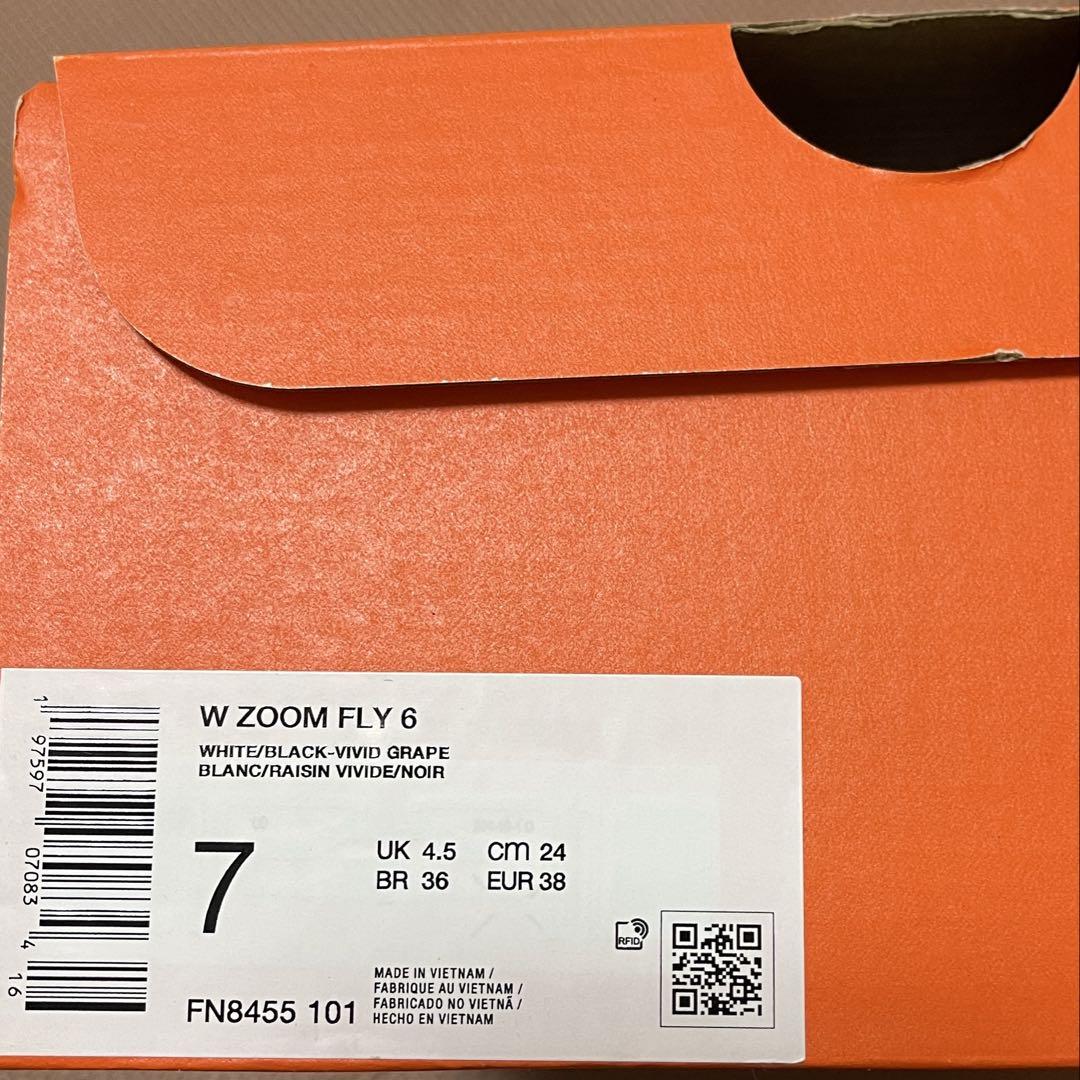 W ZOOM FLY 6
WHITE/BLACK-VIVID GRAPE
BLANC/RAISIN VIVIDE/NOIR
7
UK 4.5 cm 24
BR 36 EUR 38
RFID
MADE IN VIETNAM /
FABRIQUE AU VIETNAM /
FABRICADO NO VIETNÃ /
HECHO EN VIETNAM
FN8455 101
1 97597 07083 4 16